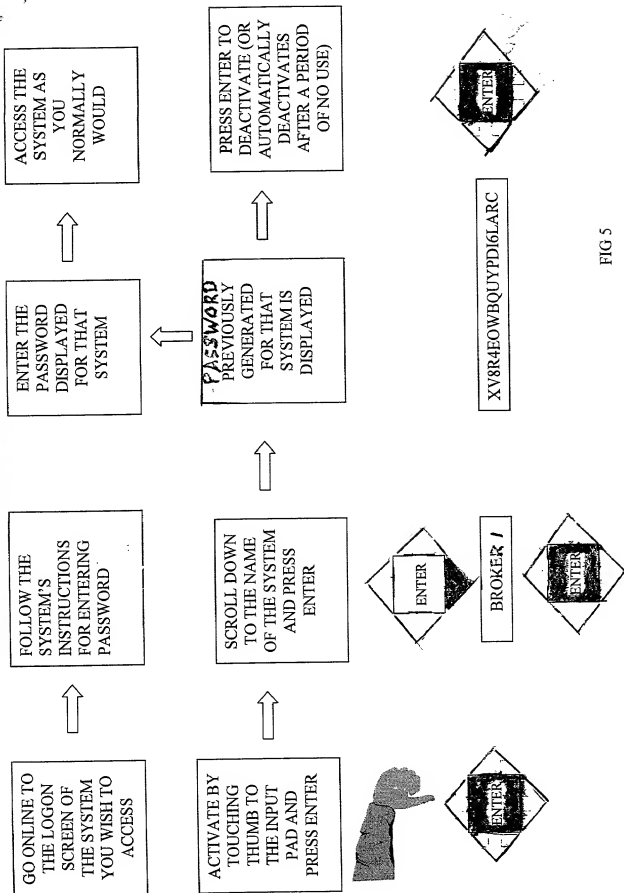 GO ONLINE TO
THE LOGON
SCREEN OF
THE SYSTEM
YOU WISH TO
ACCESS
FOLLOW THE
SYSTEM'S
INSTRUCTIONS
FOR ENTERING
PASSWORD
ENTER THE
PASSWORD
DISPLAYED
FOR THAT
SYSTEM
ACCESS THE
SYSTEM AS
YOU
NORMALLY
WOULD
ACTIVATE BY
TOUCHING
THUMB TO
THE INPUT
PAD AND
PRESS ENTER
SCROLL DOWN
TO THE NAME
OF THE SYSTEM
AND PRESS
ENTER
PASSWORD
PREVIOUSLY
GENERATED
FOR THAT
SYSTEM IS
DISPLAYED
PRESS ENTER TO
DEACTIVATE (OR
AUTOMATICALLY
DEACTIVATES
AFTER A PERIOD
OF NO USE)
ENTER
ENTER
BROKER 1
ENTER
XV8R4EOWBQUYPDI6LARC
ENTER
FIG 5